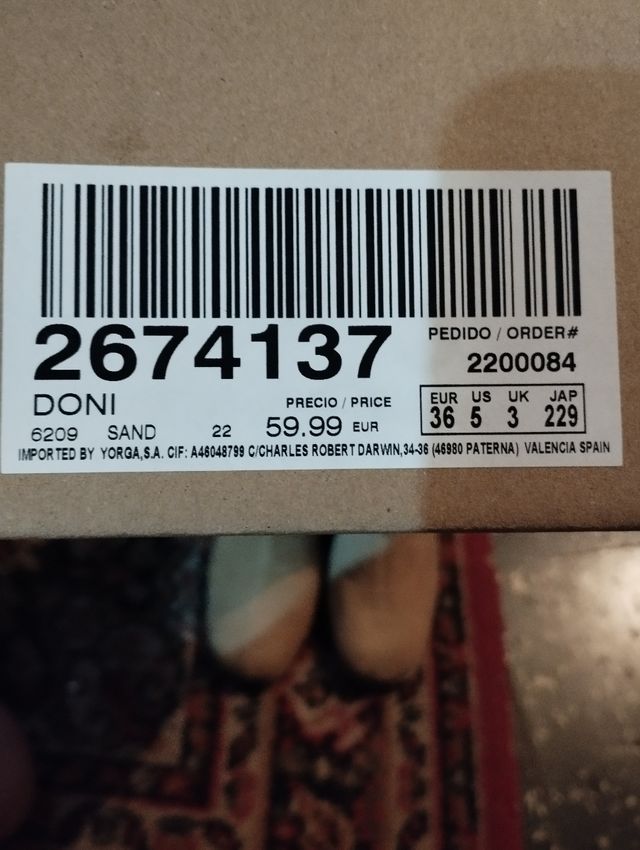 2674137
PEDIDO / ORDER#
2200084
DONI
PRECIO / PRICE
EUR US UK JAP
6209 SAND 22 59.99 EUR
36 5 3 229
IMPORTED BY YORGA,S.A. CIF: A46048799 C/CHARLES ROBERT DARWIN,34-36 (46980 PATERNA) VALENCIA SPAIN